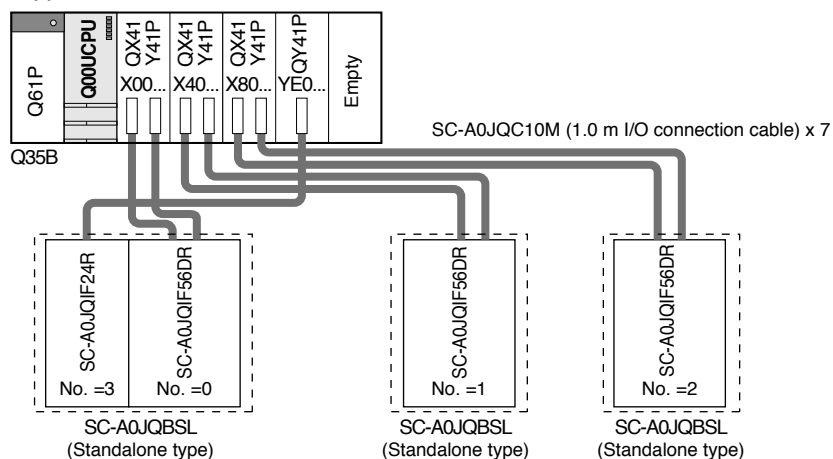 Q61P
Q00UCPU
QX41
Y41P
X00...
QX41
Y41P
X40...
QX41
Y41P
X80...
QY41P
YE0...
Empty
SC-A0JQC10M (1.0 m I/O connection cable) x 7
Q35B
SC-A0JQIF24R
No. =3
SC-A0JQIF56DR
No. =0
SC-A0JQIF56DR
No. =1
SC-A0JQIF56DR
No. =2
SC-A0JQBSL
(Standalone type)
SC-A0JQBSL
(Standalone type)
SC-A0JQBSL
(Standalone type)